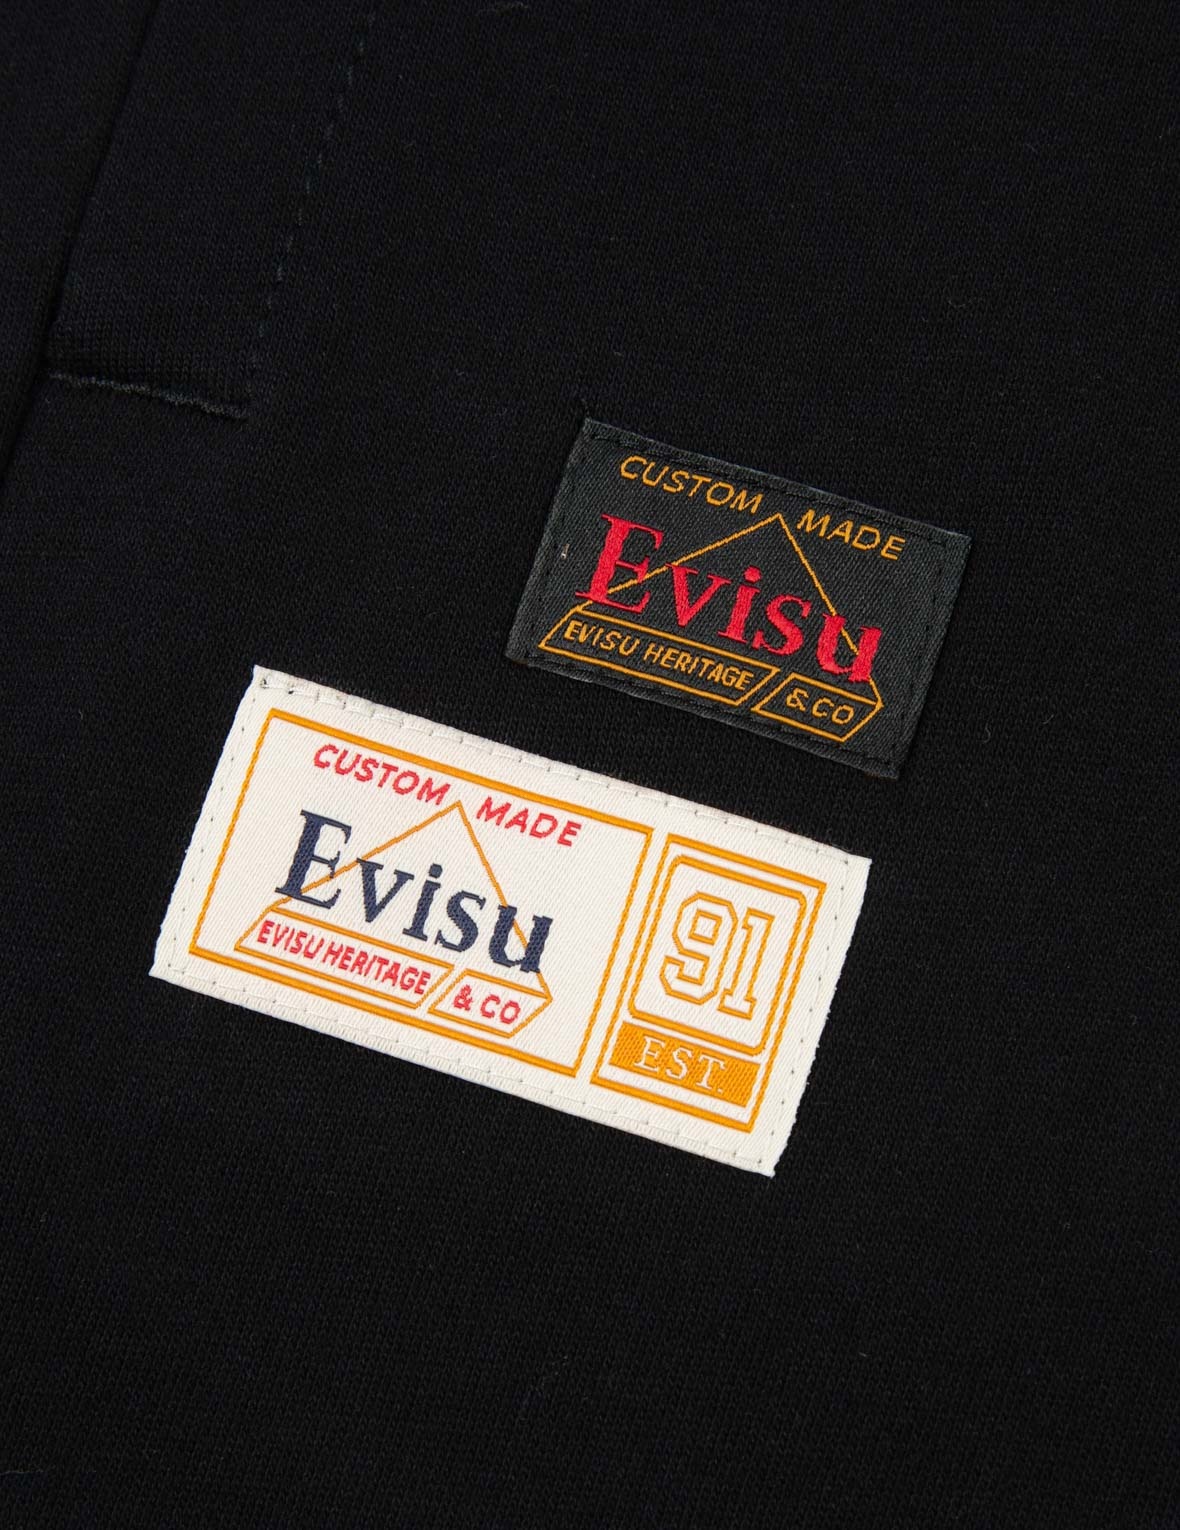 CUSTOM MADE
Evisu
EVISU HERITAGE & CO
CUSTOM MADE
Evisu
EVISU HERITAGE & CO
91
EST.